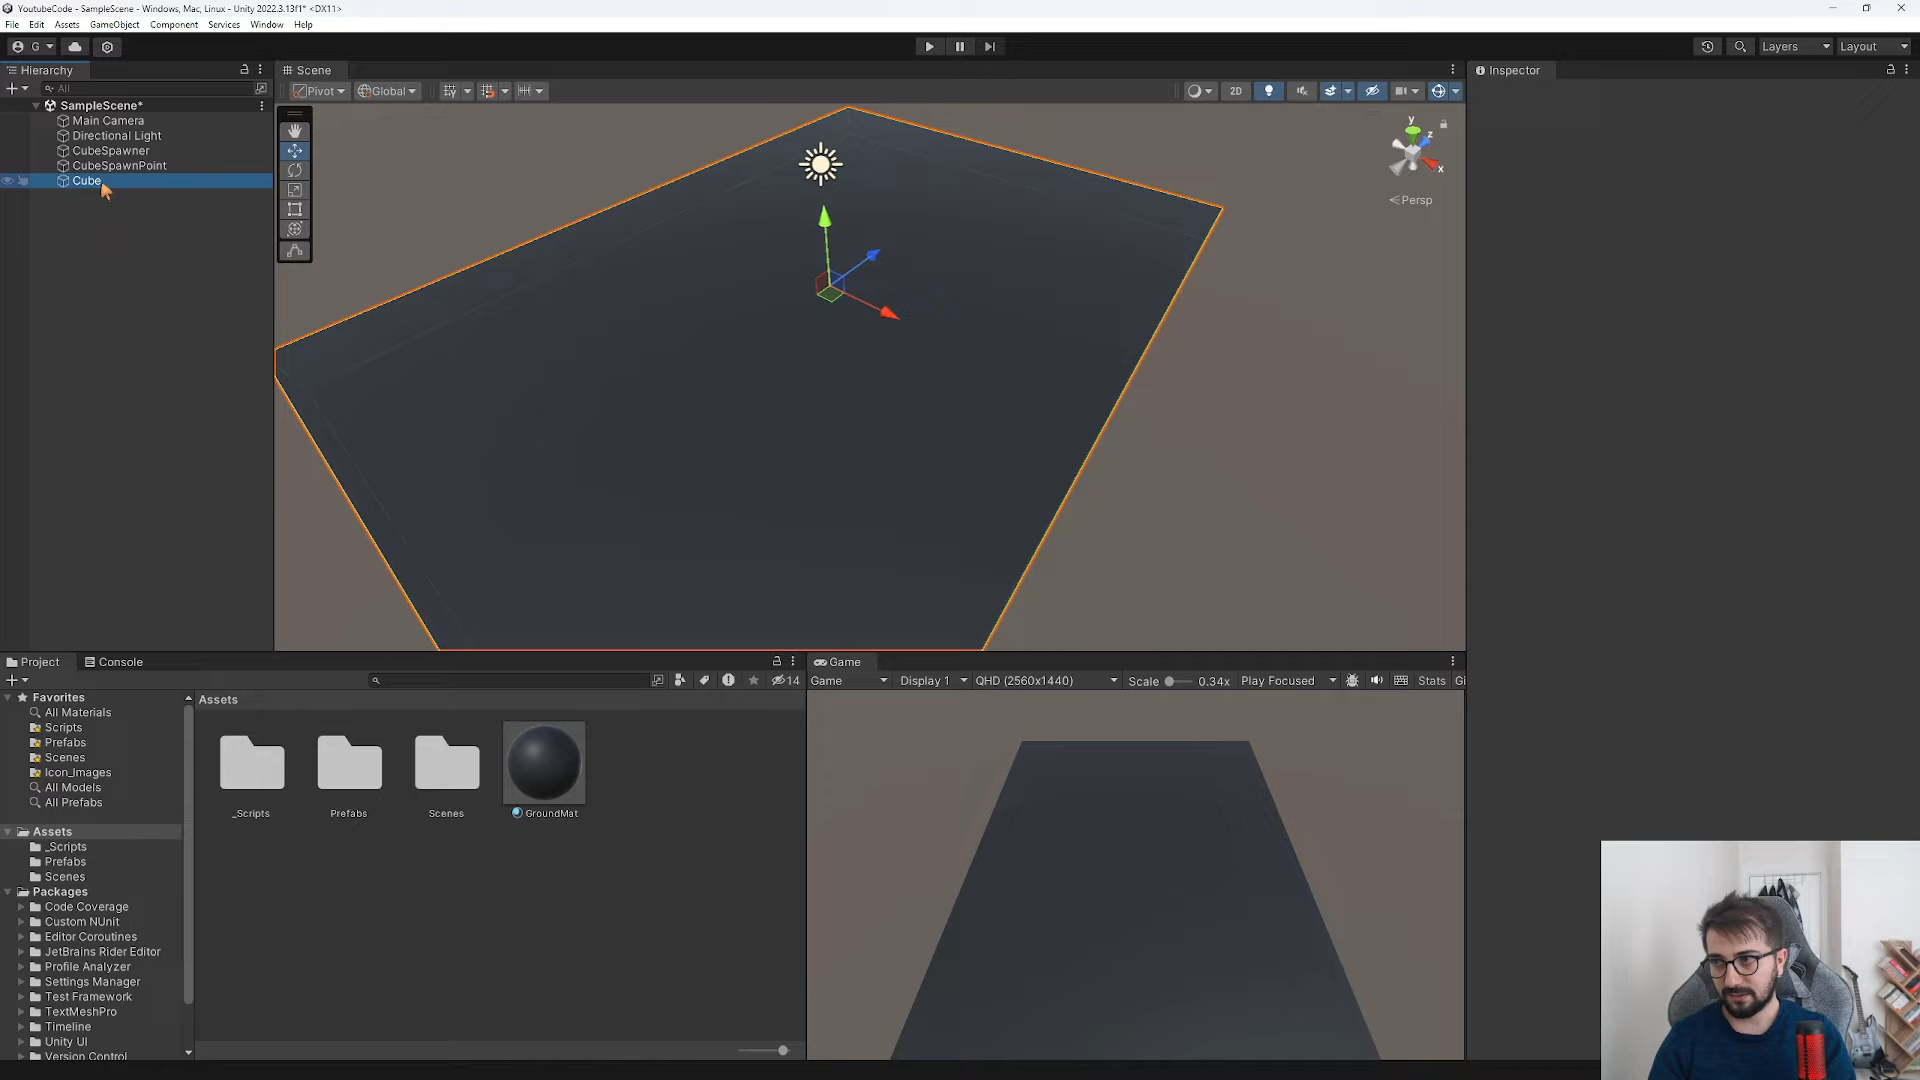 YoutubeCode - SampleScene - Windows, Mac, Linux - Unity 2022.3.13f1* <DX11>
File Edit Assets GameObject Component Services Window Help
G Layers Layout
Hierarchy
All
SampleScene*
Main Camera
Directional Light
CubeSpawner
CubeSpawnPoint
Cube
Scene
Pivot Global 2D
y
z
x
Persp
Inspector
Project Console
14
Favorites
All Materials
Scripts
Prefabs
Scenes
Icon_Images
All Models
All Prefabs
Assets
_Scripts
Prefabs
Scenes
Packages
Code Coverage
Custom NUnit
Editor Coroutines
JetBrains Rider Editor
Profile Analyzer
Settings Manager
Test Framework
TextMeshPro
Timeline
Unity UI
Version Control
Assets
_Scripts Prefabs Scenes GroundMat
Game
Game Display 1 QHD (2560x1440) Scale 0.34x Play Focused Stats Gi